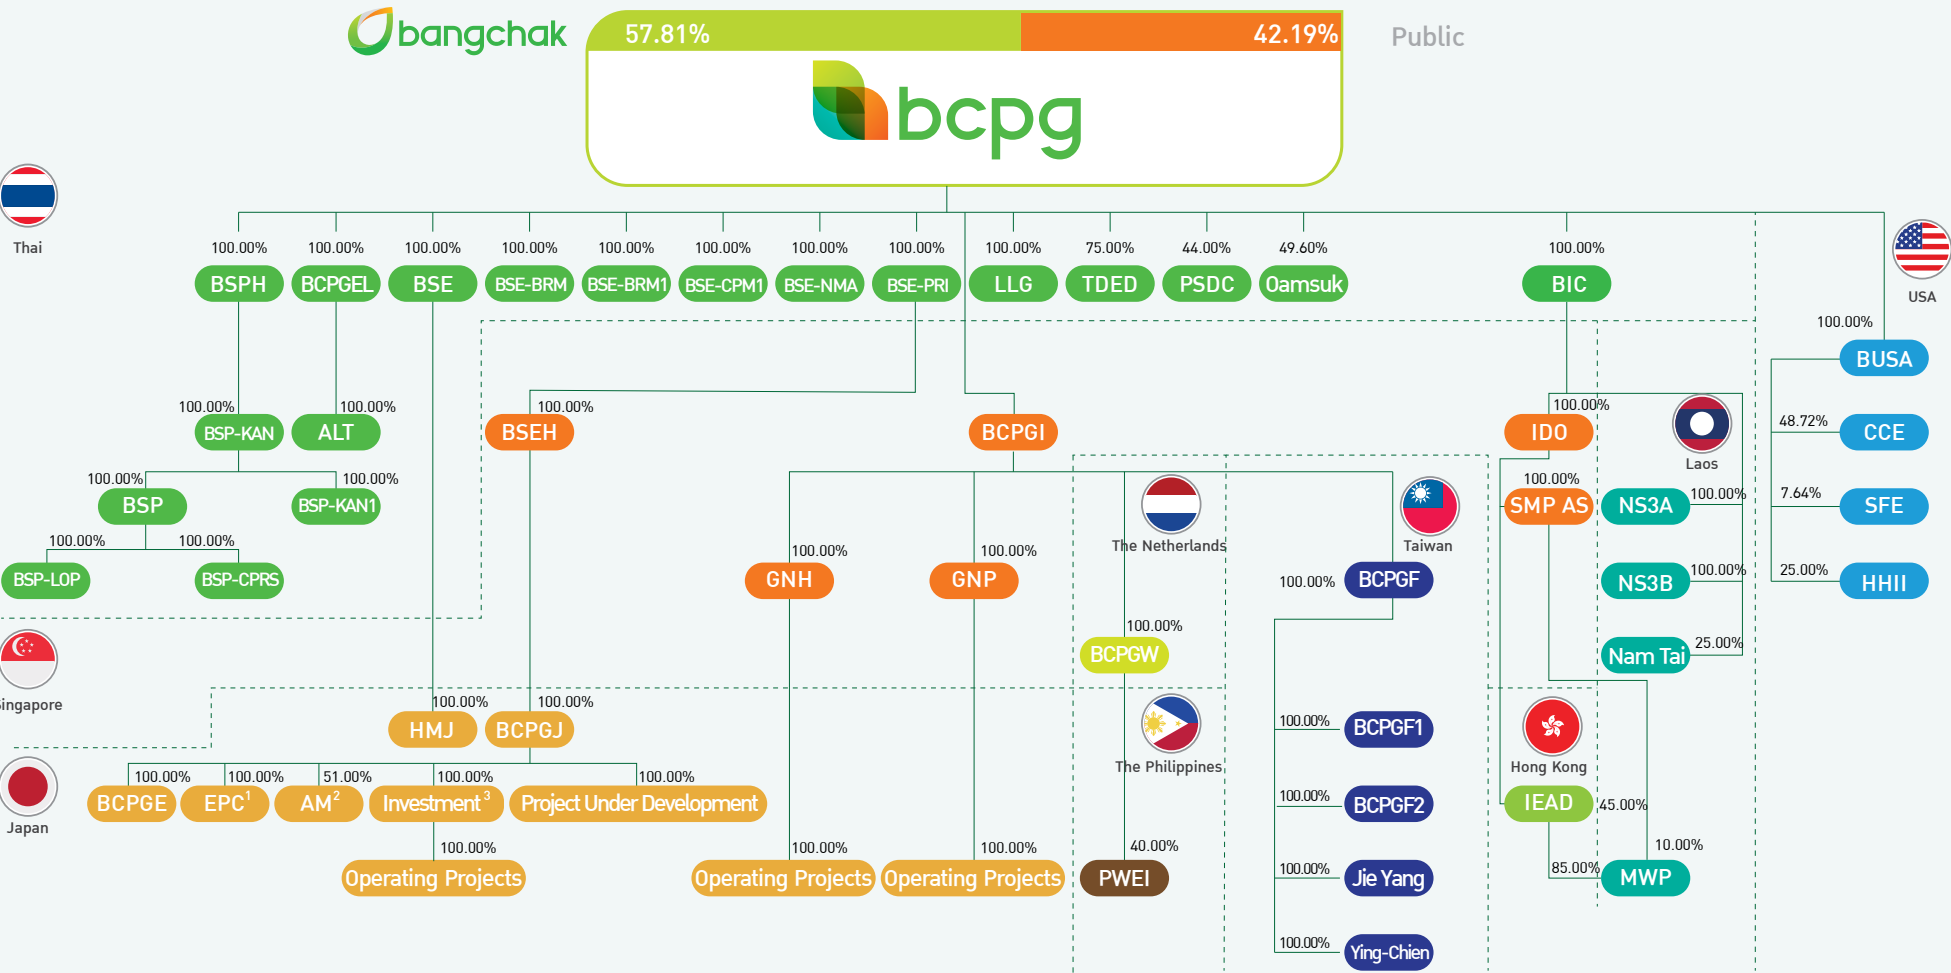 bangchak
57.81%
42.19%
Public
bcpg
Thai
100.00% 100.00% 100.00% 100.00% 100.00% 100.00% 100.00% 100.00% 100.00% 75.00% 44.00% 49.60% 100.00%
BSPH BCPGEL BSE BSE-BRM BSE-BRM1 BSE-CPM1 BSE-NMA BSE-PRI LLG TDED PSDC Oamsuk BIC
USA
100.00%
BUSA
100.00% 100.00% 100.00% 100.00%
BSP-KAN ALT BSEH BCPGI IDO
48.72% CCE
Laos
100.00% 100.00% 100.00%
BSP BSP-KAN1 SMP AS NS3A 100.00%
7.64% SFE
The Netherlands
Taiwan
100.00% 100.00% 100.00% 100.00%
BSP-LOP BSP-CPRS GNH GNP
100.00% BCPGF
NS3B 100.00%
25.00% HHII
100.00%
BCPGW
Nam Tai 25.00%
Singapore
100.00% 100.00%
HMJ BCPGJ
100.00% BCPGF1
The Philippines
Hong Kong
100.00% 100.00% 51.00% 100.00% 100.00%
BCPGE EPC1 AM2 Investment3 Project Under Development
100.00% BCPGF2
IEAD 45.00%
Japan
100.00% 100.00% 100.00% 40.00% 10.00%
Operating Projects Operating Projects Operating Projects PWEI
100.00% Jie Yang
85.00% MWP
100.00% Ying-Chien